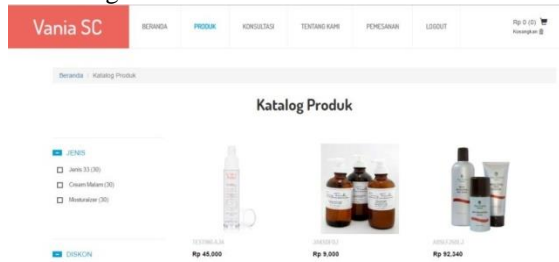 Vania SC
BERANDA
PRODUK
KONSULTASI
TENTANG KAMI
PEMESANAN
LOGOUT
Rp 0 (0)
Kosongkan
Beranda / Katalog Produk
Katalog Produk
JENIS
Jenis 33 (30)
Cream Malam (30)
Moisturaizer (30)
DISKON
Rp 45,000
Rp 9,000
Rp 92,340